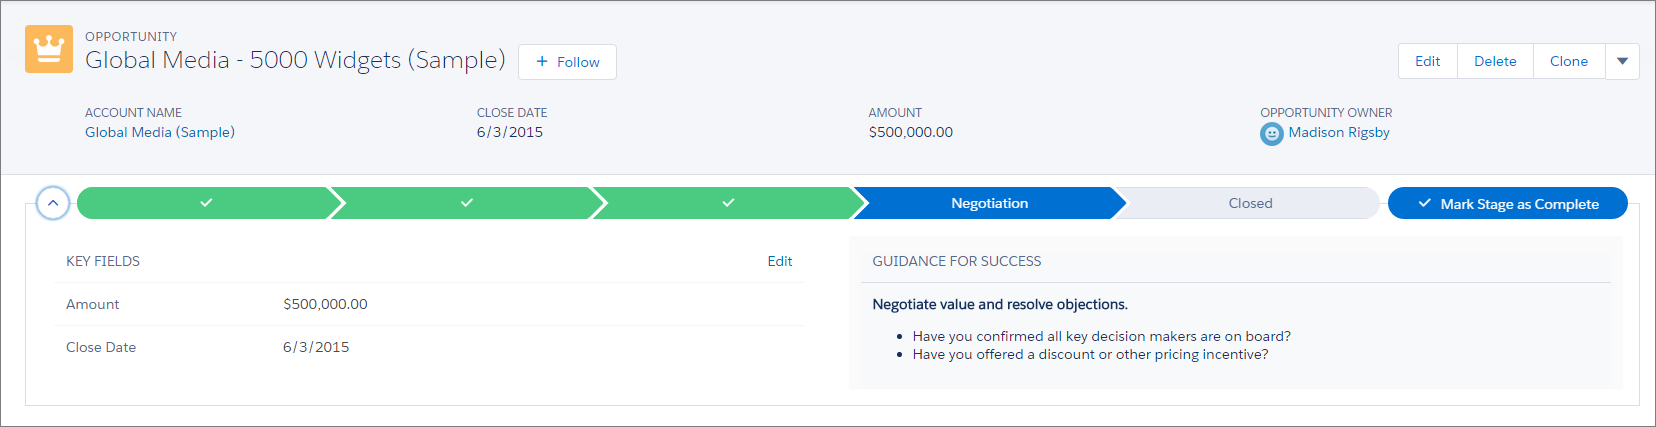 OPPORTUNITY
Global Media - 5000 Widgets (Sample)
+ Follow
Edit
Delete
Clone
ACCOUNT NAME
Global Media (Sample)
CLOSE DATE
6/3/2015
AMOUNT
$500,000.00
OPPORTUNITY OWNER
Madison Rigsby
Negotiation
Closed
Mark Stage as Complete
KEY FIELDS
Edit
Amount
$500,000.00
Close Date
6/3/2015
GUIDANCE FOR SUCCESS
Negotiate value and resolve objections.
• Have you confirmed all key decision makers are on board?
• Have you offered a discount or other pricing incentive?